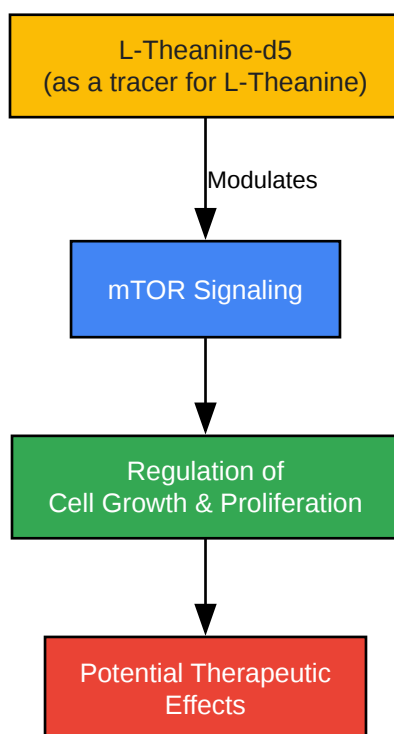 L-Theanine-d5
(as a tracer for L-Theanine)
Modulates
mTOR Signaling
Regulation of
Cell Growth & Proliferation
Potential Therapeutic
Effects